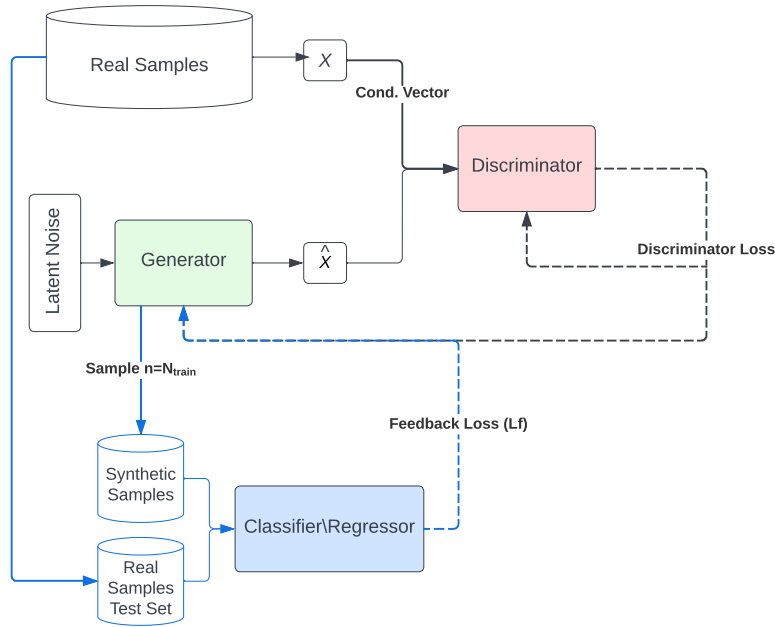 Real Samples
X
Cond. Vector
Discriminator
Latent Noise
Generator
^
X
Discriminator Loss
Sample n=Ntrain
Feedback Loss (Lf)
Synthetic
Samples
Classifier\Regressor
Real
Samples
Test Set